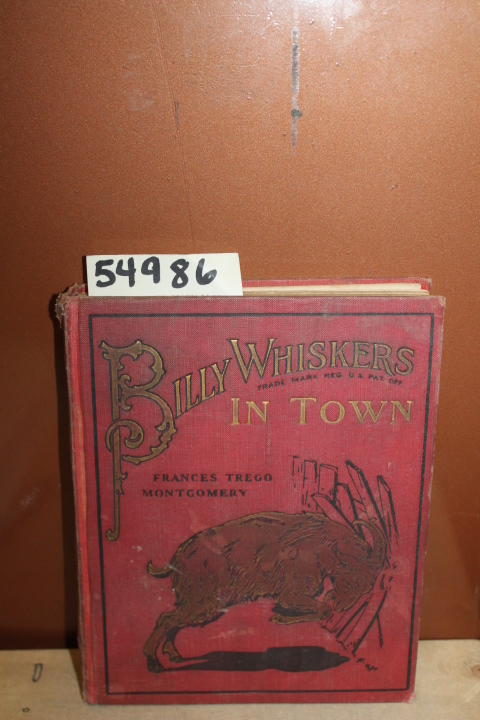 54986
BILLY WHISKERS
TRADE MARK REG. U.S. PAT. OFF.
IN TOWN
FRANCES TREGO
MONTGOMERY